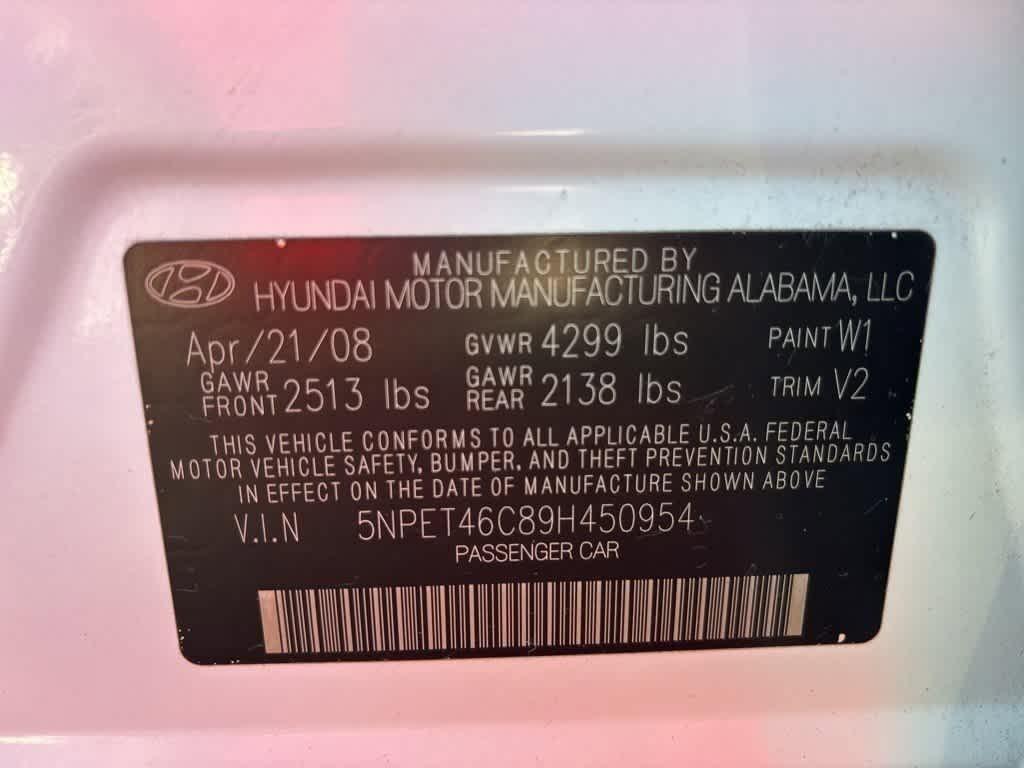 MANUFACTURED BY
HYUNDAI MOTOR MANUFACTURING ALABAMA, LLC
Apr/21/08 GVWR 4299 lbs PAINT W1
GAWR FRONT 2513 lbs GAWR REAR 2138 lbs TRIM V2
THIS VEHICLE CONFORMS TO ALL APPLICABLE U.S.A. FEDERAL
MOTOR VEHICLE SAFETY, BUMPER, AND THEFT PREVENTION STANDARDS
IN EFFECT ON THE DATE OF MANUFACTURE SHOWN ABOVE
V.I.N 5NPET46C89H450954
PASSENGER CAR